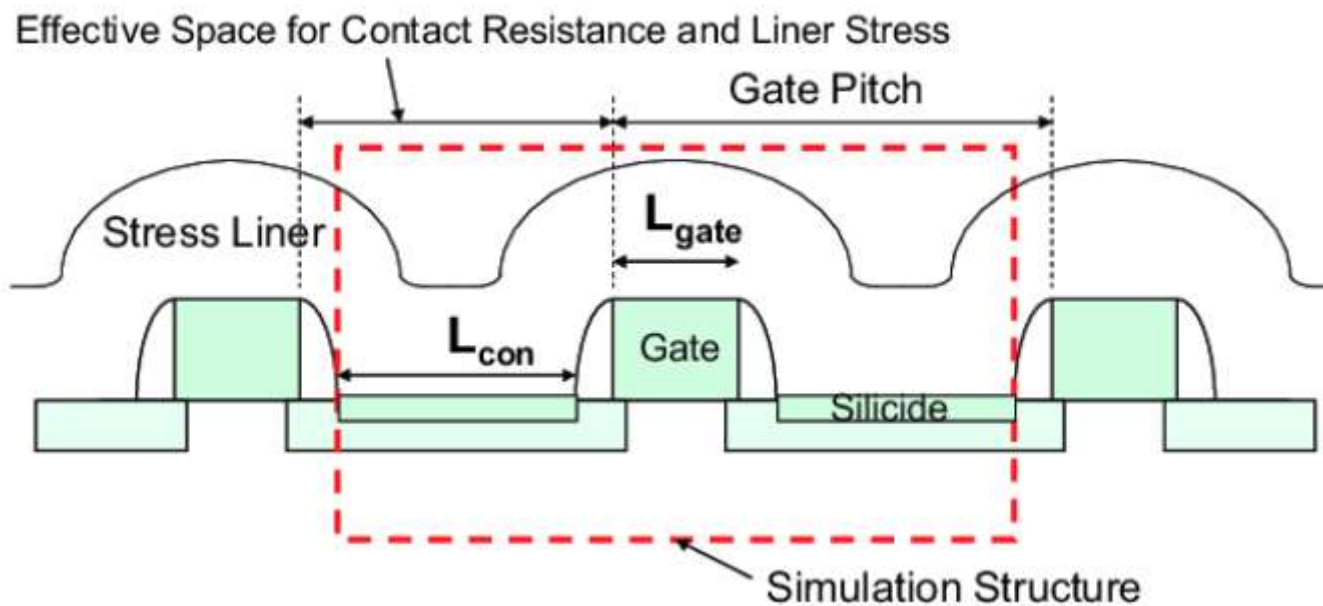 Effective Space for Contact Resistance and Liner Stress
Gate Pitch
Stress Liner
Lgate
Lcon
Gate
Silicide
Simulation Structure